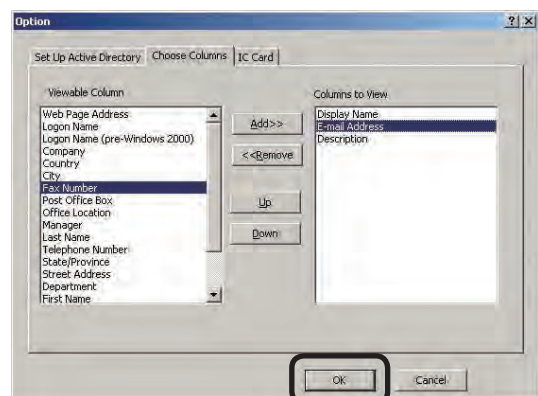 Option
Set Up Active Directory Choose Columns IC Card
Viewable Column
Web Page Address
Logon Name
Logon Name (pre-Windows 2000)
Company
Country
City
Fax Number
Post Office Box
Office Location
Manager
Last Name
Telephone Number
State/Province
Street Address
Department
First Name
Add>>
<<Remove
Up
Down
Columns to View
Display Name
E-mail Address
Description
OK Cancel